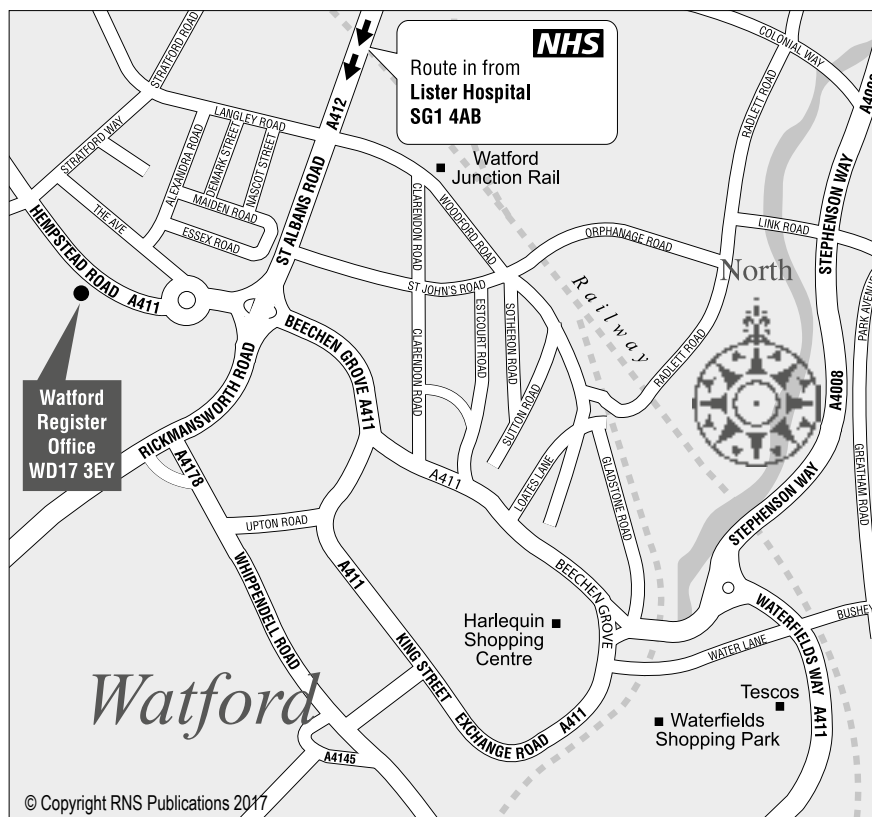 NHS
Route in from
Lister Hospital
SG1 4AB
COLONIAL WAY
STRATFORD ROAD
RADLETT ROAD
A4008
LANGLEY ROAD
A412
STRATFORD WAY
ALEXANDRA ROAD
DEMARK STREET
NASCOT STREET
Watford
Junction Rail
ST ALBANS ROAD
CLARENDON ROAD
WOODFORD ROAD
MAIDEN ROAD
THE AVE
ESSEX ROAD
HEMPSTEAD ROAD A411
ORPHANAGE ROAD
LINK ROAD
STEPHENSON WAY
North
ST JOHN'S ROAD
Railway
PARK AVENUE
BEECHEN GROVE A411
CLARENDON ROAD
ESTCOURT ROAD
SOTHERON ROAD
RADLETT ROAD
A4008
Watford
Register
Office
WD17 3EY
RICKMANSWORTH ROAD
A4178
SUTTON ROAD
A411
LOATES LANE
GLADSTONE ROAD
GREATHAM ROAD
STEPHENSON WAY
UPTON ROAD
A411
WHIPPENDELL ROAD
BEECHEN GROVE
Harlequin
Shopping
Centre
WATER LANE
WATERFIELDS WAY A411
BUSHEY
KING STREET
EXCHANGE ROAD A411
Watford
Tescos
Waterfields
Shopping Park
A4145
© Copyright RNS Publications 2017